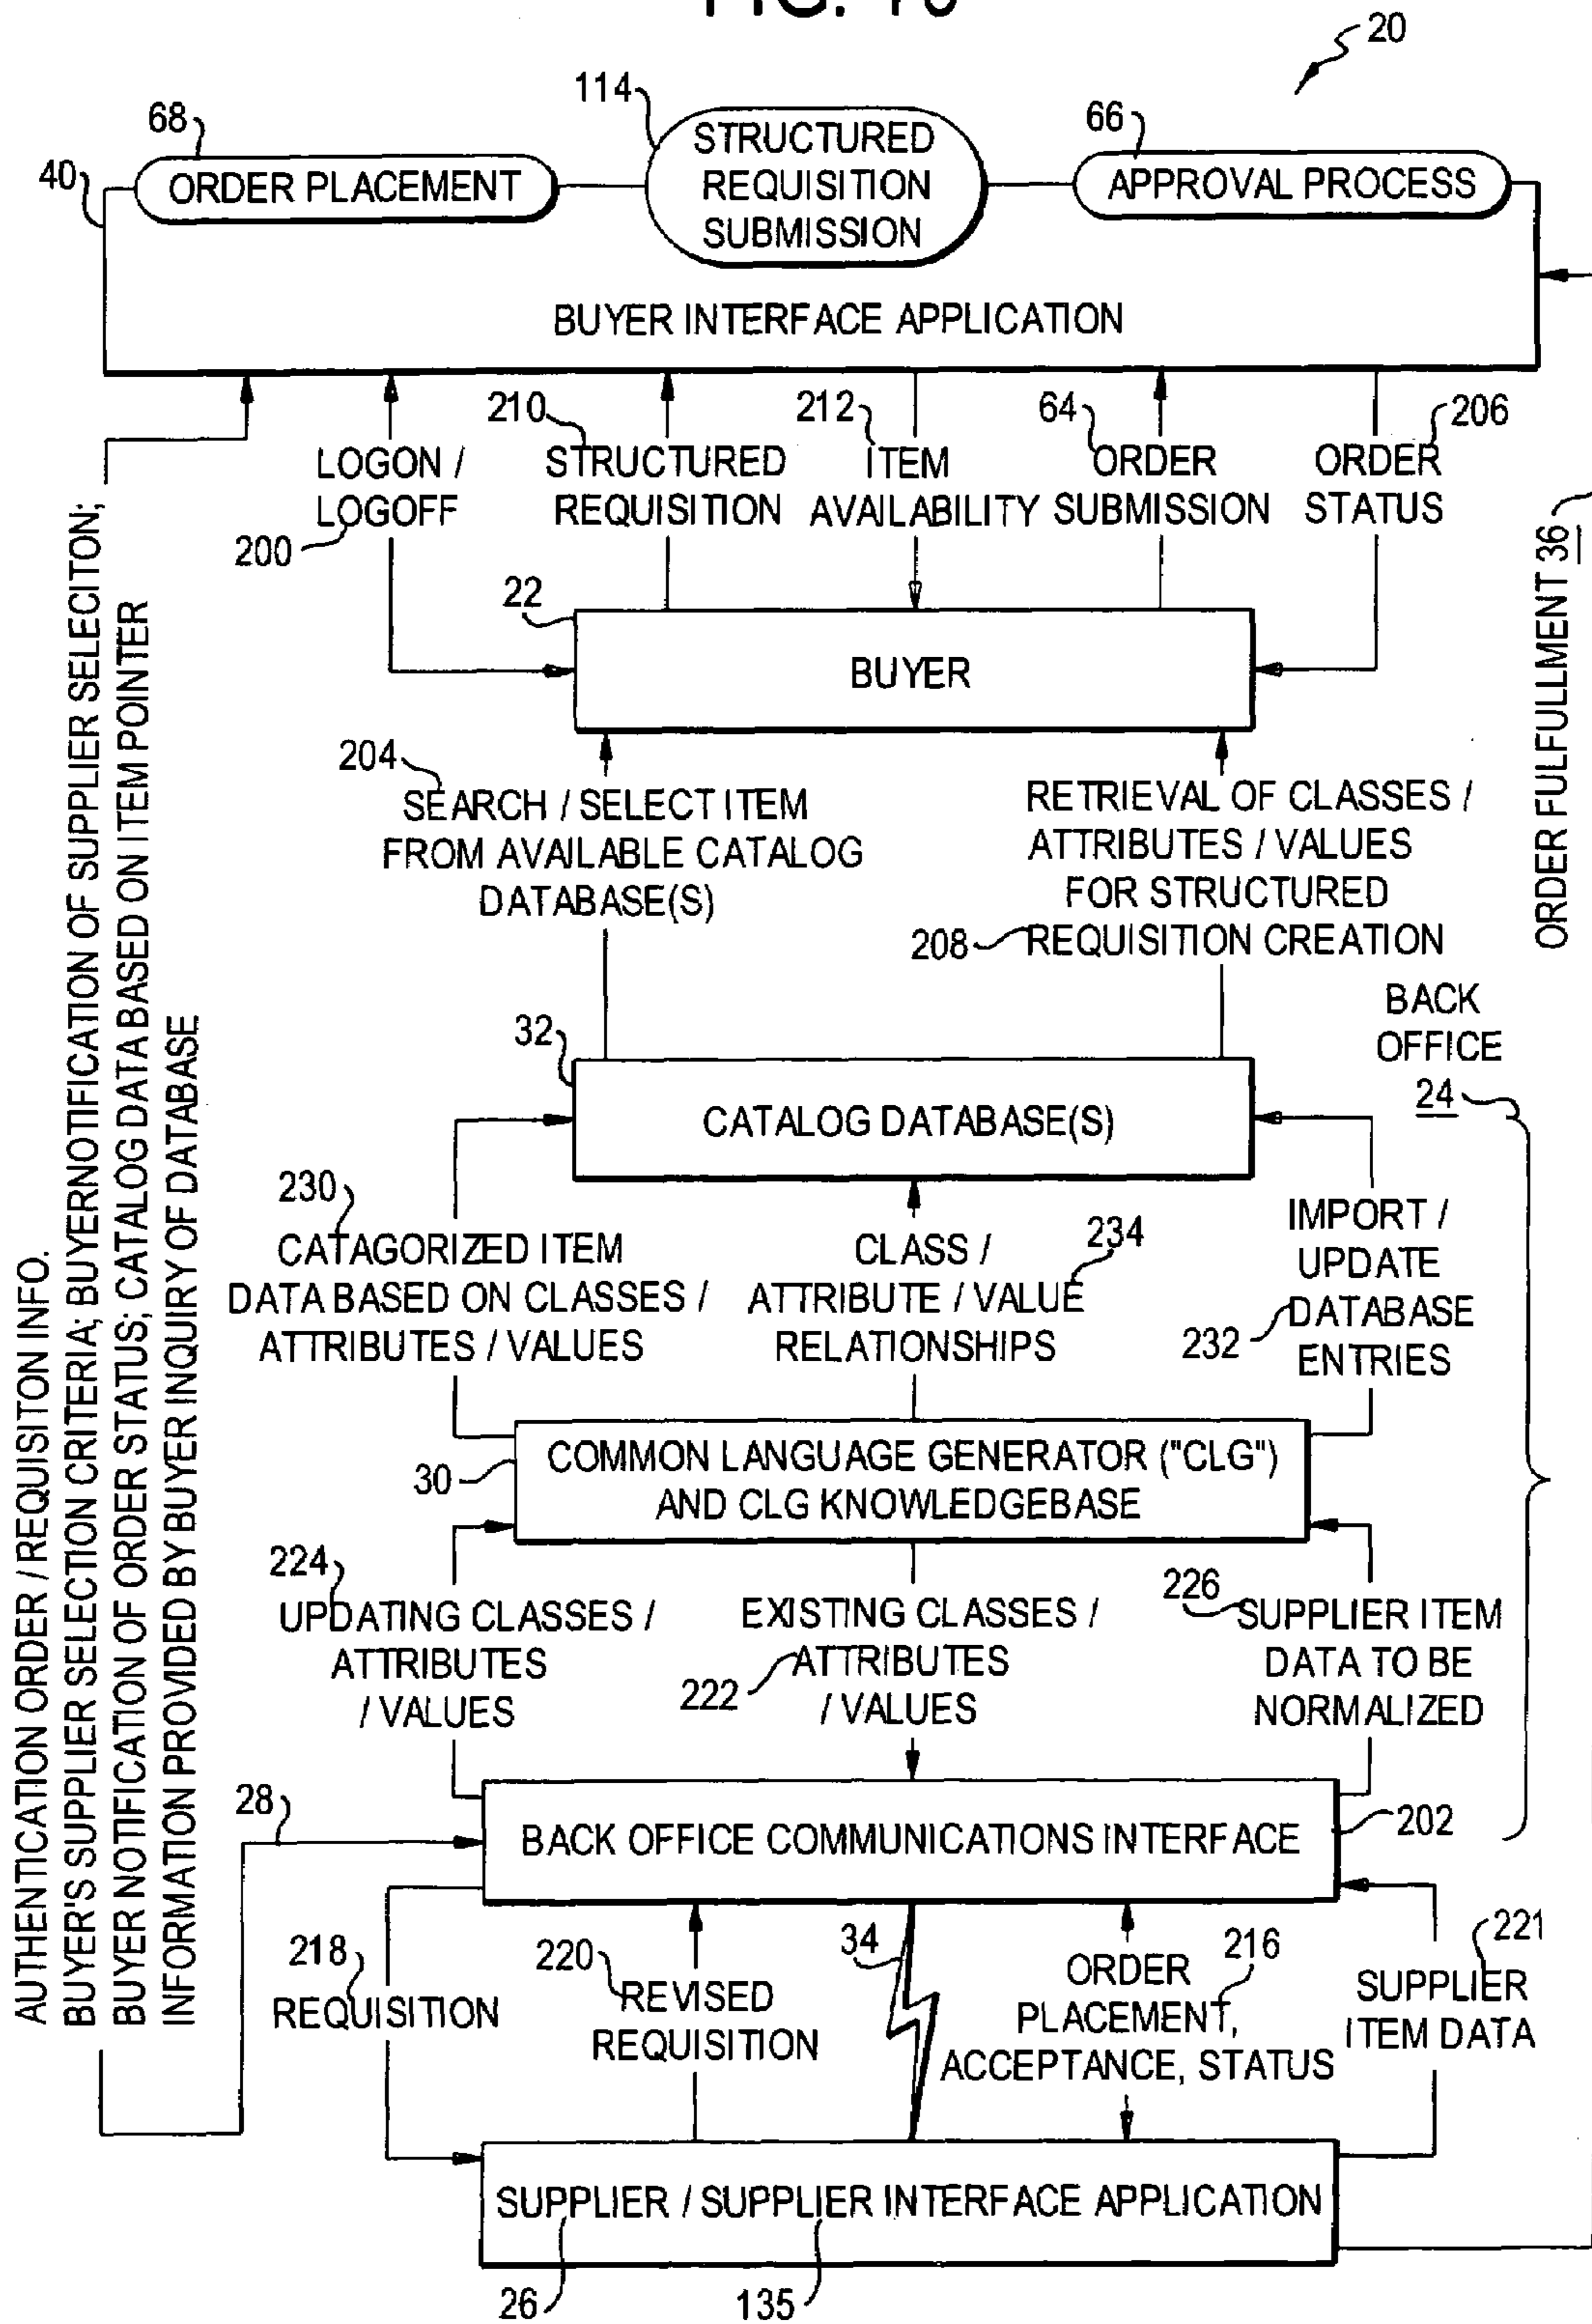 20
114
68
66
40
STRUCTURED
REQUISITION
SUBMISSION
ORDER PLACEMENT
APPROVAL PROCESS
BUYER INTERFACE APPLICATION
210
212
64
206
LOGON /
LOGOFF
200
STRUCTURED
REQUISITION
ITEM
AVAILABILITY
ORDER
SUBMISSION
ORDER
STATUS
ORDER FULFULLMENT 36
22
BUYER
204
SEARCH / SELECT ITEM
FROM AVAILABLE CATALOG
DATABASE(S)
RETRIEVAL OF CLASSES /
ATTRIBUTES / VALUES
FOR STRUCTURED
208
REQUISITION CREATION
BACK
OFFICE
24
32
CATALOG DATABASE(S)
230
CATAGORIZED ITEM
DATA BASED ON CLASSES /
ATTRIBUTES / VALUES
234
CLASS /
ATTRIBUTE / VALUE
RELATIONSHIPS
IMPORT /
UPDATE
DATABASE
ENTRIES
232
30
COMMON LANGUAGE GENERATOR ("CLG")
AND CLG KNOWLEDGEBASE
224
UPDATING CLASSES /
ATTRIBUTES
/ VALUES
EXISTING CLASSES /
ATTRIBUTES
/ VALUES
222
226
SUPPLIER ITEM
DATA TO BE
NORMALIZED
28
BACK OFFICE COMMUNICATIONS INTERFACE
202
218
REQUISITION
220
REVISED
REQUISITION
34
216
ORDER
PLACEMENT,
ACCEPTANCE, STATUS
221
SUPPLIER
ITEM DATA
SUPPLIER / SUPPLIER INTERFACE APPLICATION
26
135
AUTHENTICATION ORDER / REQUISITON INFO.
BUYER'S SUPPLIER SELECTION CRITERIA; BUYERNOTIFICATION OF SUPPLIER SELECITON;
BUYER NOTIFICATION OF ORDER STATUS; CATALOG DATA BASED ON ITEM POINTER
INFORMATION PROVIDED BY BUYER INQUIRY OF DATABASE